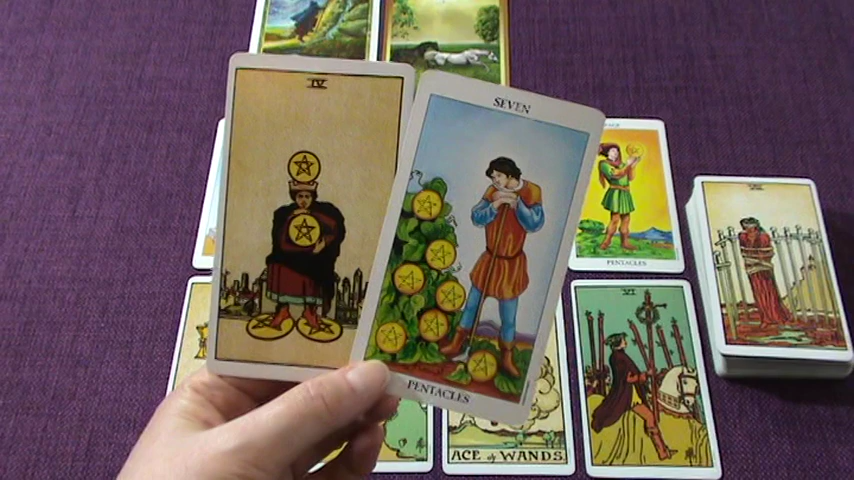 IV
SEVEN
PENTACLES
PENTACLES
VI
ACE of WANDS.